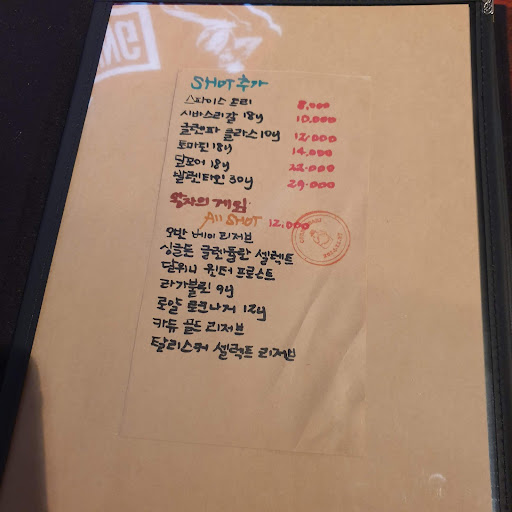 SHOT 추가
스파이스 트리 8,000
시바스리갈 18y 10,000
글렌파 클라스 10y 12,000
토마틴 18y 14,000
달모어 18y 22.000
발렌타인 30y 29.000
왕좌의 게임
All SHOT 12.000
오반 베이 리저브
싱글톤 글렌듈란 셀렉트
달위니 윈터 프로스트
라가불린 9y
로얄 로크나가 12y
카듀 골드 리저브
탈리스커 셀렉트 리저브